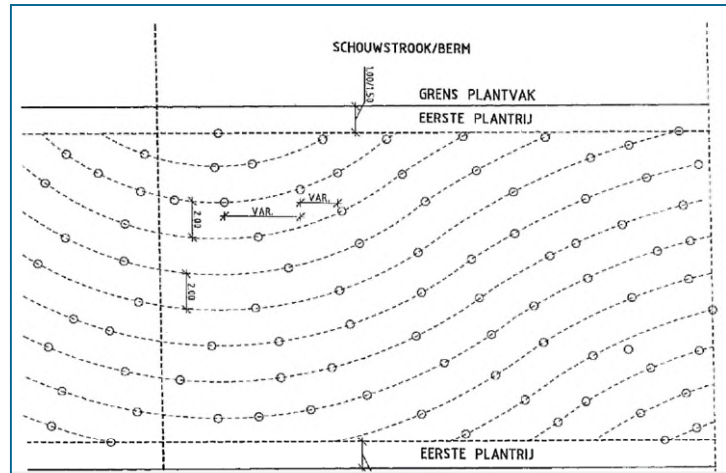 SCHOUWSTROOK/BERM
1.00/1.50
GRENS PLANTVAK
EERSTE PLANTRIJ
VAR.
VAR.
2.00
2.00
EERSTE PLANTRIJ